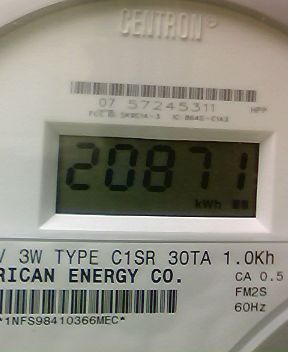 CENTRON®
07 57245311 HPP
20871
kWh
V 3W TYPE C1SR 30TA 1.0Kh
RICAN ENERGY CO. CA 0.5
FM2S
*1NFS98410366MEC* 60Hz